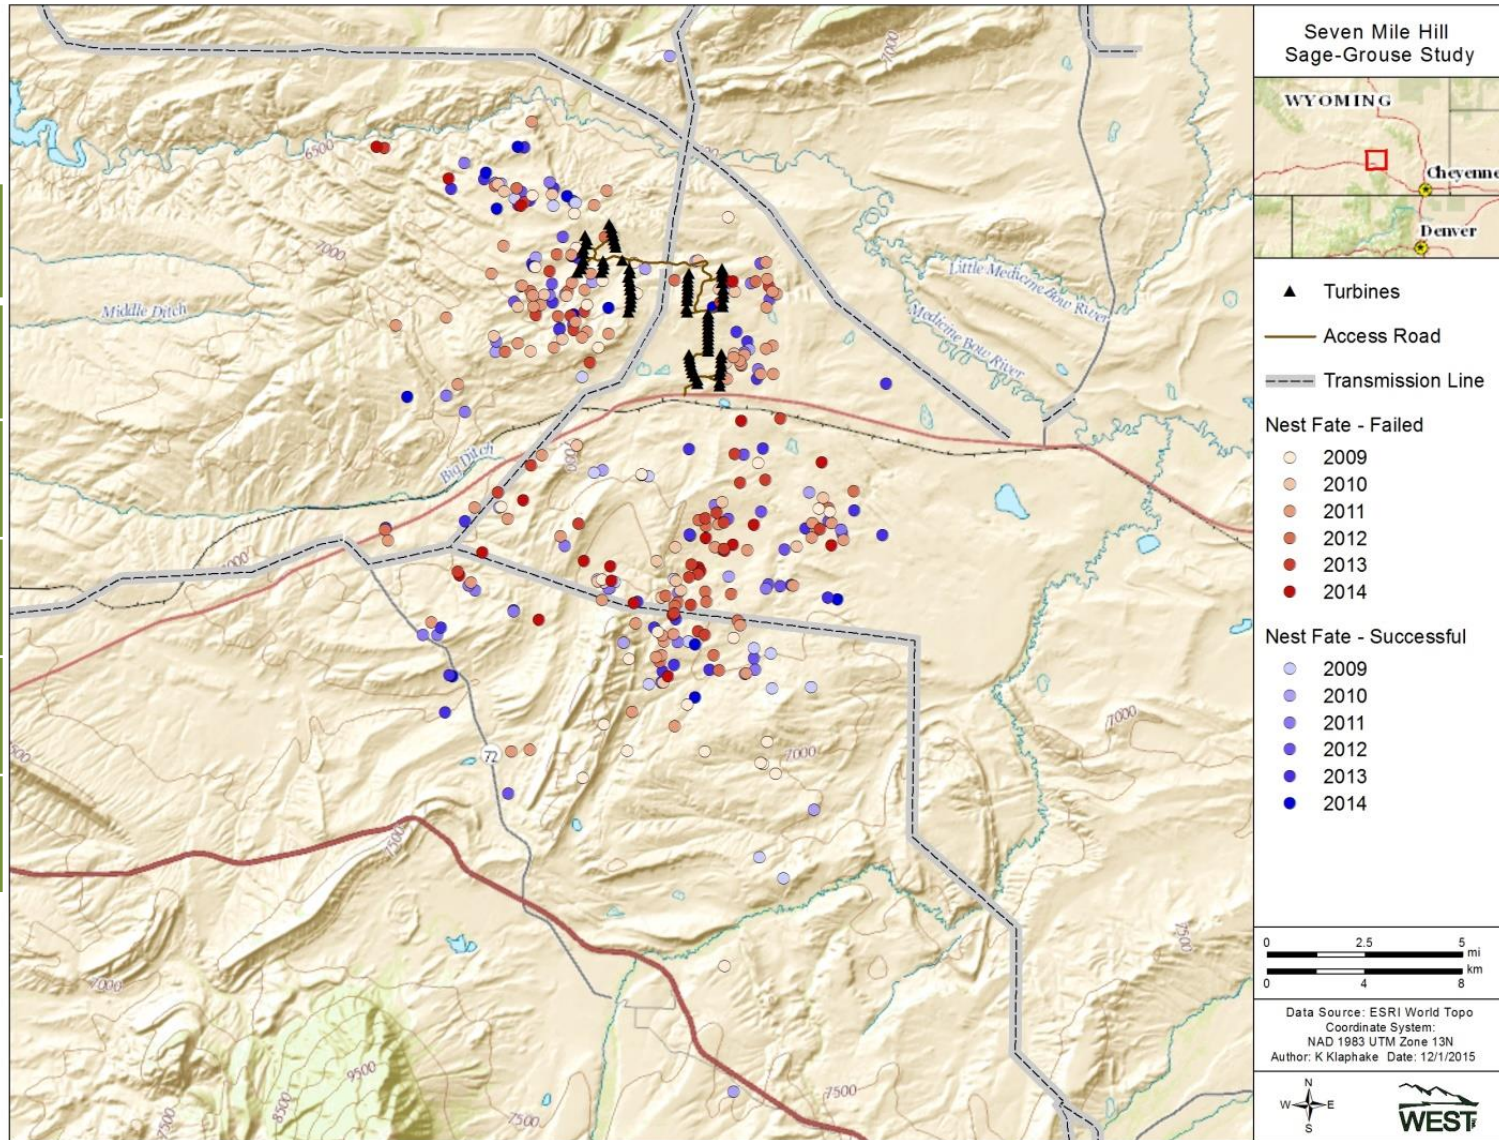 Seven Mile Hill
Sage-Grouse Study
WYOMING
Cheyenne
Denver
Turbines
Access Road
Transmission Line
Nest Fate - Failed
2009
2010
2011
2012
2013
2014
Nest Fate - Successful
2009
2010
2011
2012
2013
2014
0 2.5 5
mi
km
0 4 8
Data Source: ESRI World Topo
Coordinate System:
NAD 1983 UTM Zone 13N
Author: K Klaphake Date: 12/1/2015
N
W E
S
WEST
7000
6500
7000
Middle Ditch
Little Medicine Bow River
Medicine Bow River
Big Ditch
7000
72
7000
7500
7500
7000
9500
8500
7500
7500
7500